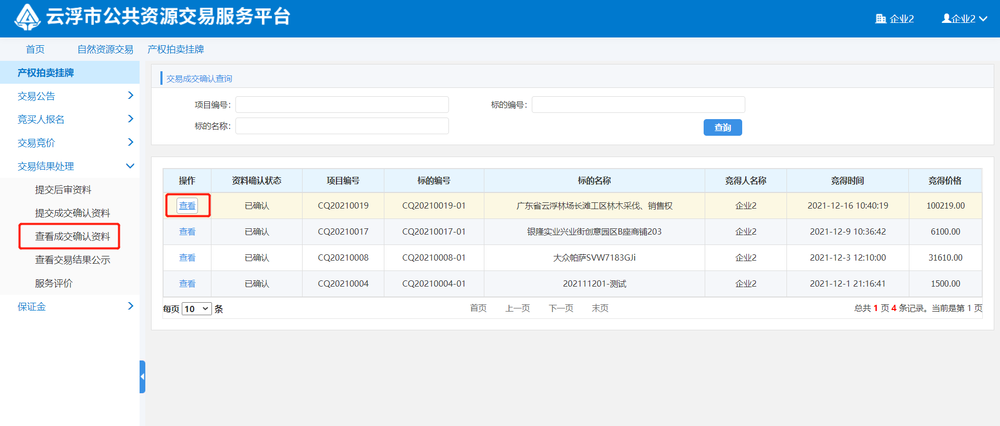 云浮市公共资源交易服务平台
企业2 企业2
首页 自然资源交易 产权拍卖挂牌
产权拍卖挂牌
交易公告
竞买人报名
交易竞价
交易结果处理
提交后审资料
提交成交确认资料
查看成交确认资料
查看交易结果公示
服务评价
保证金
交易成交确认查询
项目编号： 标的编号：
标的名称： 查询
操作 资料确认状态 项目编号 标的编号 标的名称 竞得人名称 竞得时间 竞得价格
查看 已确认 CQ20210019 CQ20210019-01 广东省云浮林场长滩工区林木采伐、销售权 企业2 2021-12-16 10:40:19 100219.00
查看 已确认 CQ20210017 CQ20210017-01 银隆实业兴业街创意园区B座商铺203 企业2 2021-12-9 10:36:42 6100.00
查看 已确认 CQ20210008 CQ20210008-01 大众帕萨SVW7183GJi 企业2 2021-12-3 12:10:00 31610.00
查看 已确认 CQ20210004 CQ20210004-01 202111201-测试 企业2 2021-12-1 21:16:41 1500.00
每页 10 条 首页 上一页 下一页 末页 总共 1 页 4 条记录。当前是第 1 页